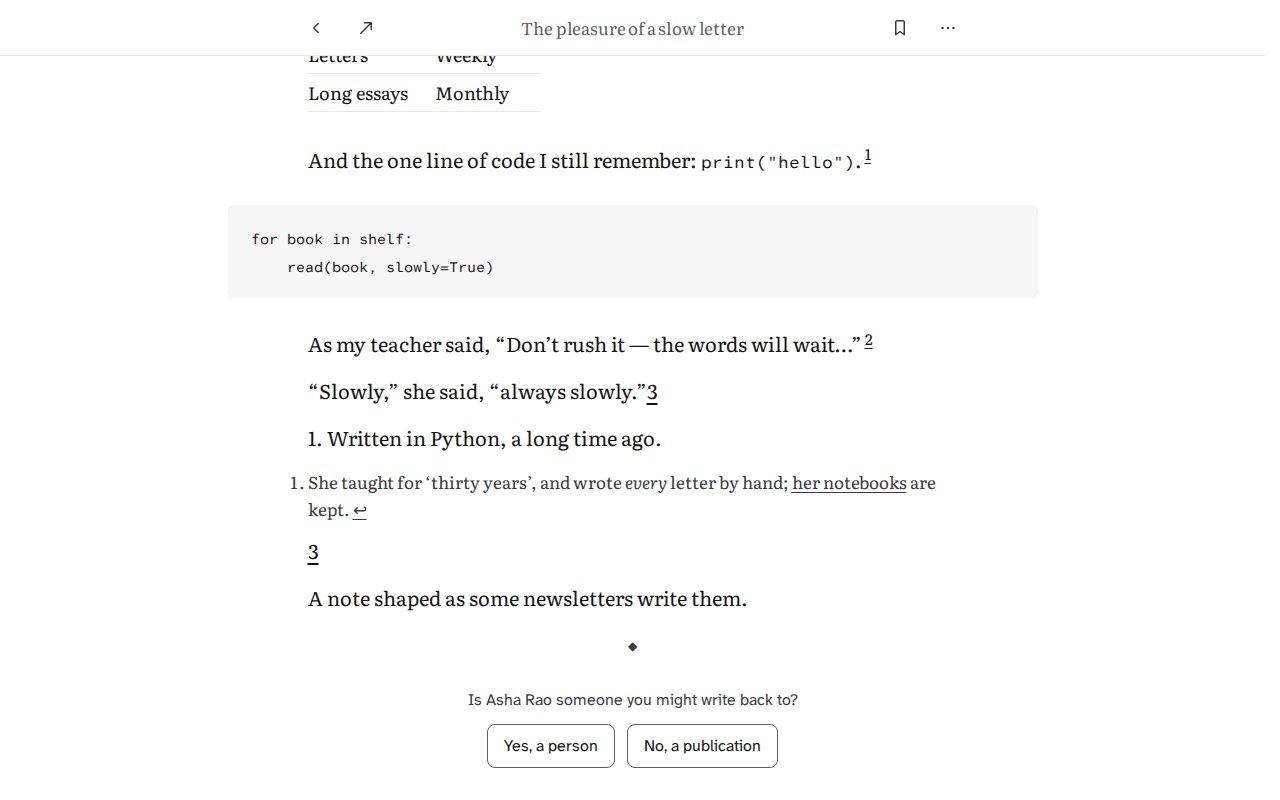 The pleasure of a slow letter
Letters Weekly
Long essays Monthly
And the one line of code I still remember: print("hello").1
for book in shelf:
    read(book, slowly=True)
As my teacher said, “Don’t rush it — the words will wait…” 2
“Slowly,” she said, “always slowly.”3
1. Written in Python, a long time ago.
1. She taught for ‘thirty years’, and wrote every letter by hand; her notebooks are
kept. ↩
3
A note shaped as some newsletters write them.
Is Asha Rao someone you might write back to?
Yes, a person
No, a publication